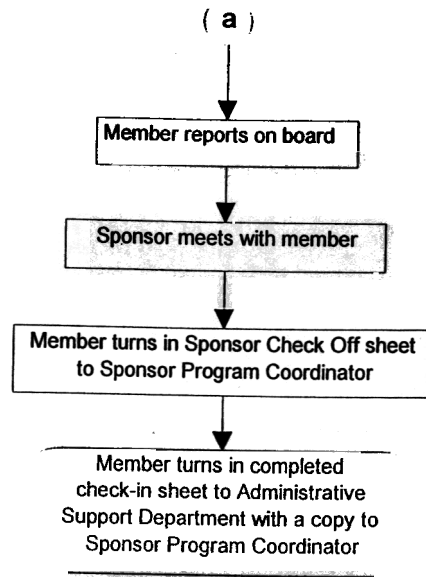 ( a )
Member reports on board
Sponsor meets with member
Member turns in Sponsor Check Off sheet
to Sponsor Program Coordinator
Member turns in completed
check-in sheet to Administrative
Support Department with a copy to
Sponsor Program Coordinator